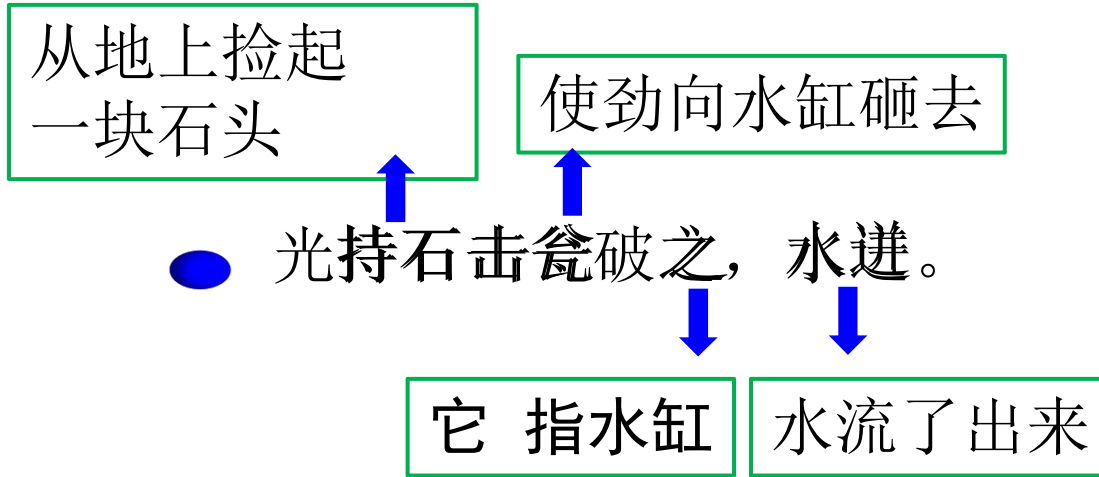 从地上捡起
一块石头
使劲向水缸砸去
光持石击瓮破之，水迸。
它 指水缸
水流了出来